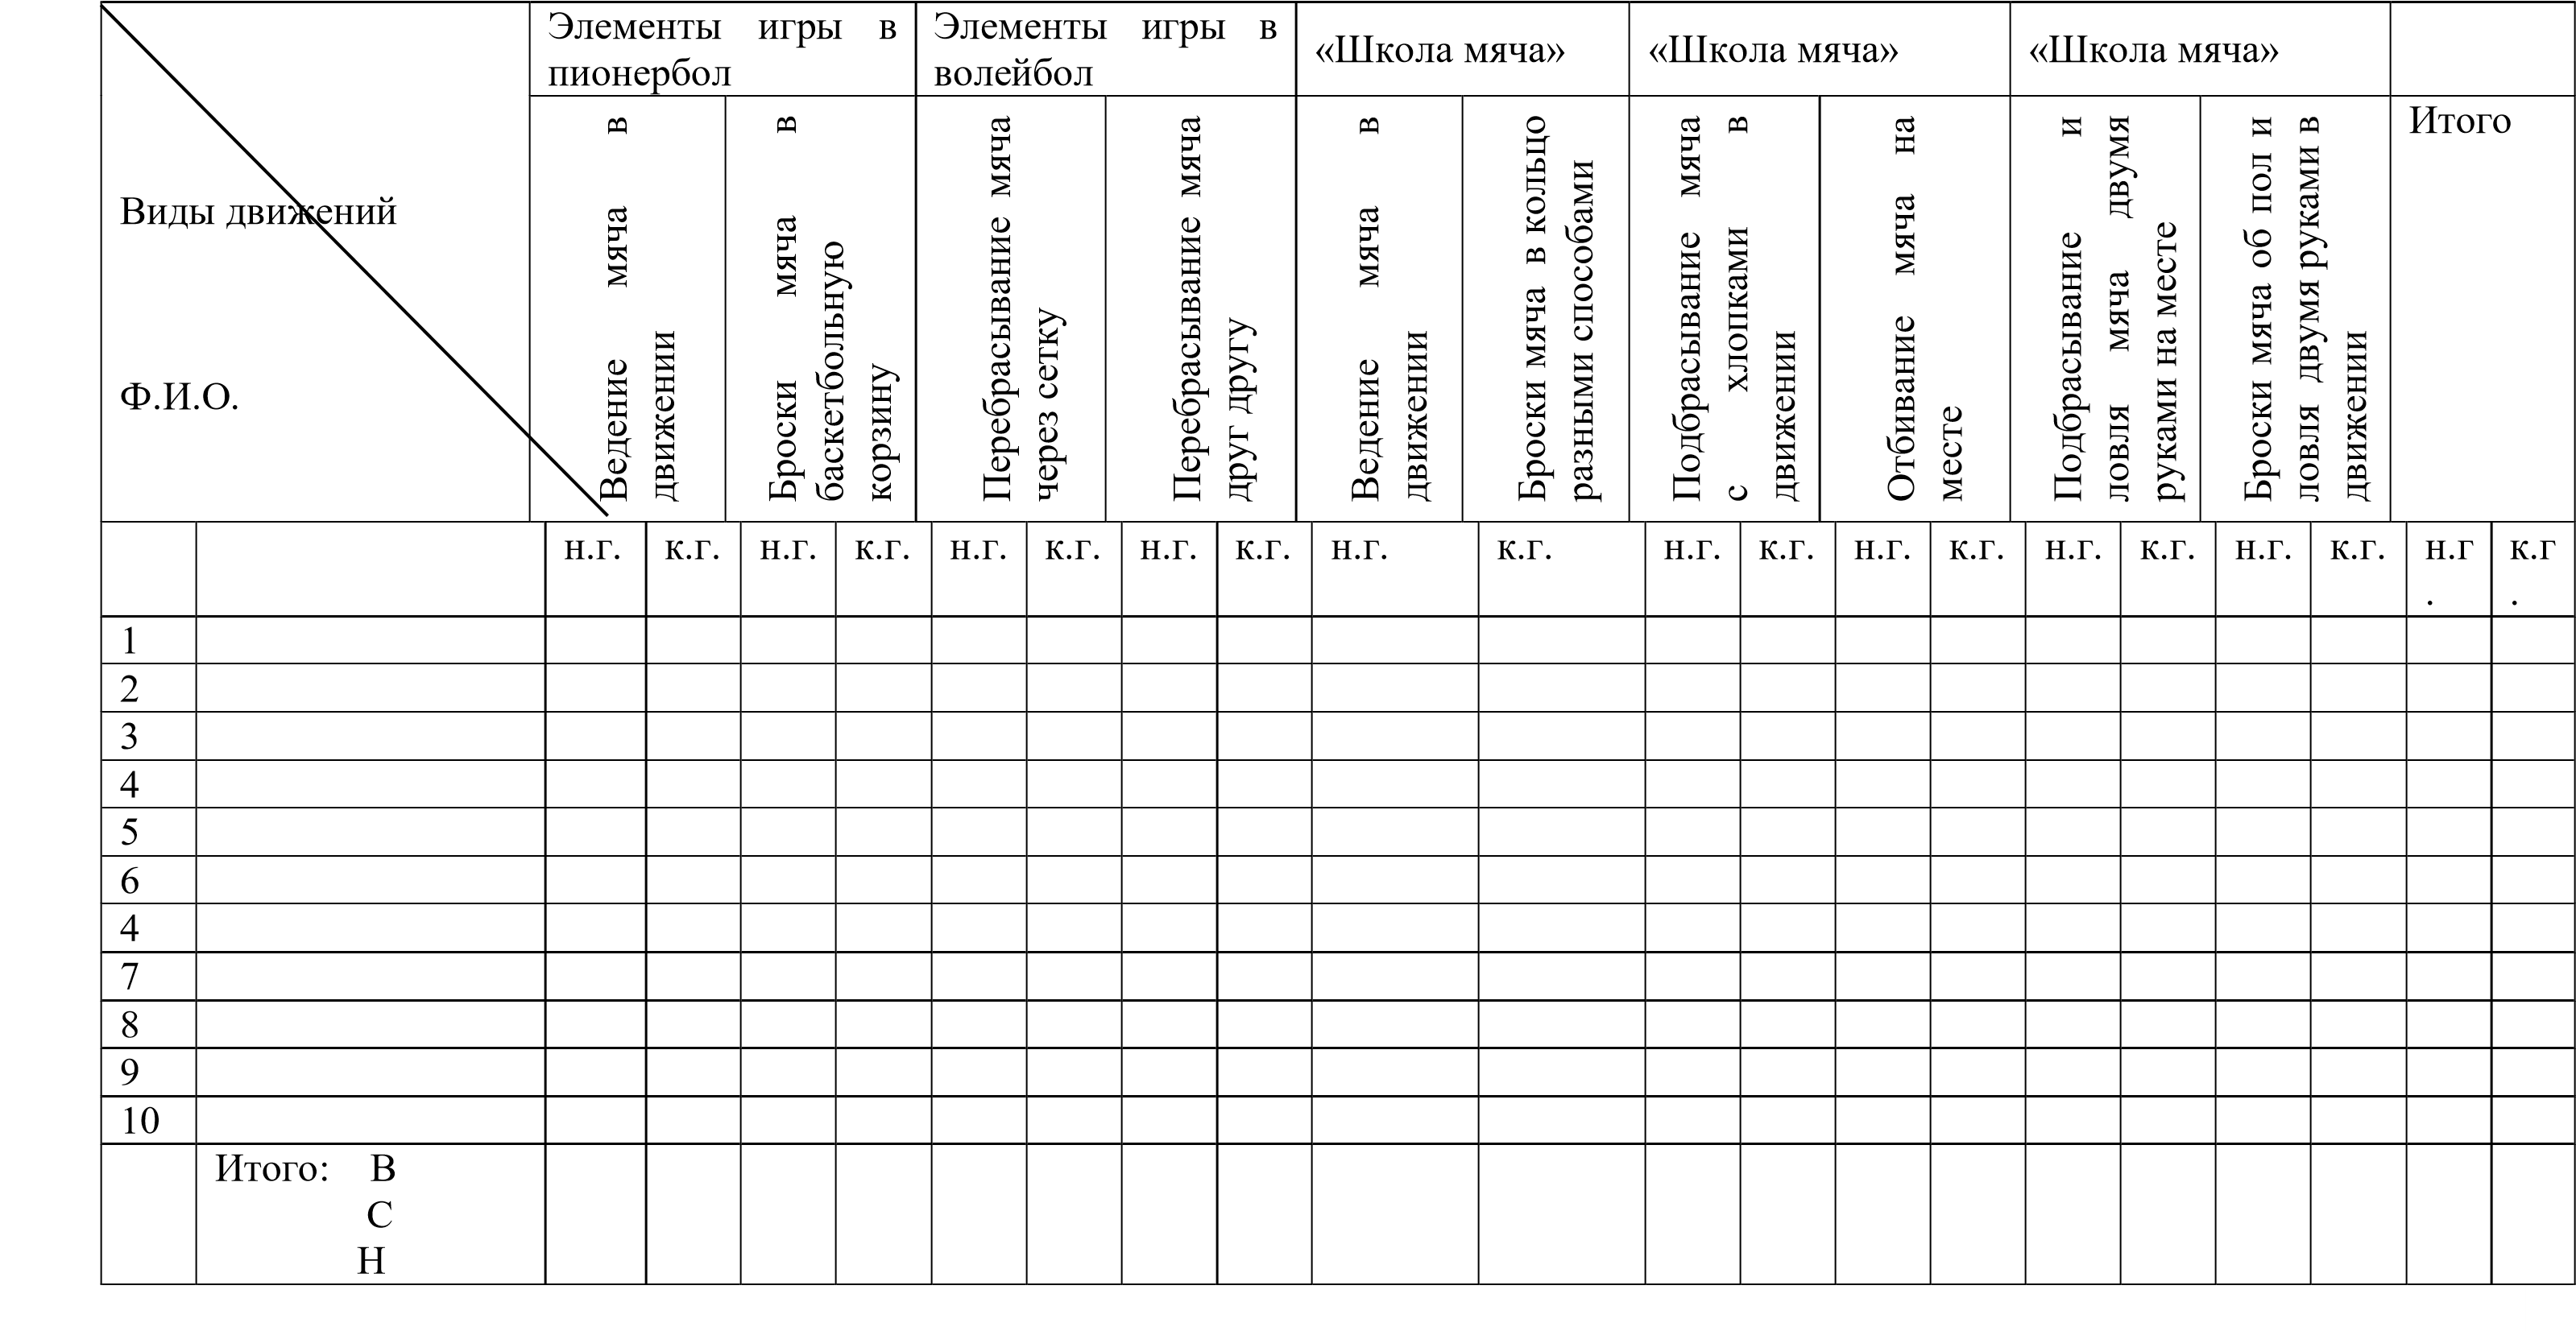 Элементы игры в
пионербол
Элементы игры в
волейбол
«Школа мяча»
«Школа мяча»
«Школа мяча»
Виды движений
Ф.И.О.
Ведение мяча в
движении
Броски мяча в
баскетбольную
корзину
Перебрасывание мяча
через сетку
Перебрасывание мяча
друг другу
Ведение мяча в
движении
Броски мяча в кольцо
разными способами
Подбрасывание мяча
с хлопками в
движении
Отбивание мяча на
месте
Подбрасывание и
ловля мяча двумя
руками на месте
Броски мяча об пол и
ловля двумя руками в
движении
Итого
н.г. к.г. н.г. к.г. н.г. к.г. н.г. к.г. н.г. к.г. н.г. к.г. н.г. к.г. н.г. к.г. н.г. к.г. н.г к.г
. .
1
2
3
4
5
6
4
7
8
9
10
Итого: В
С
Н